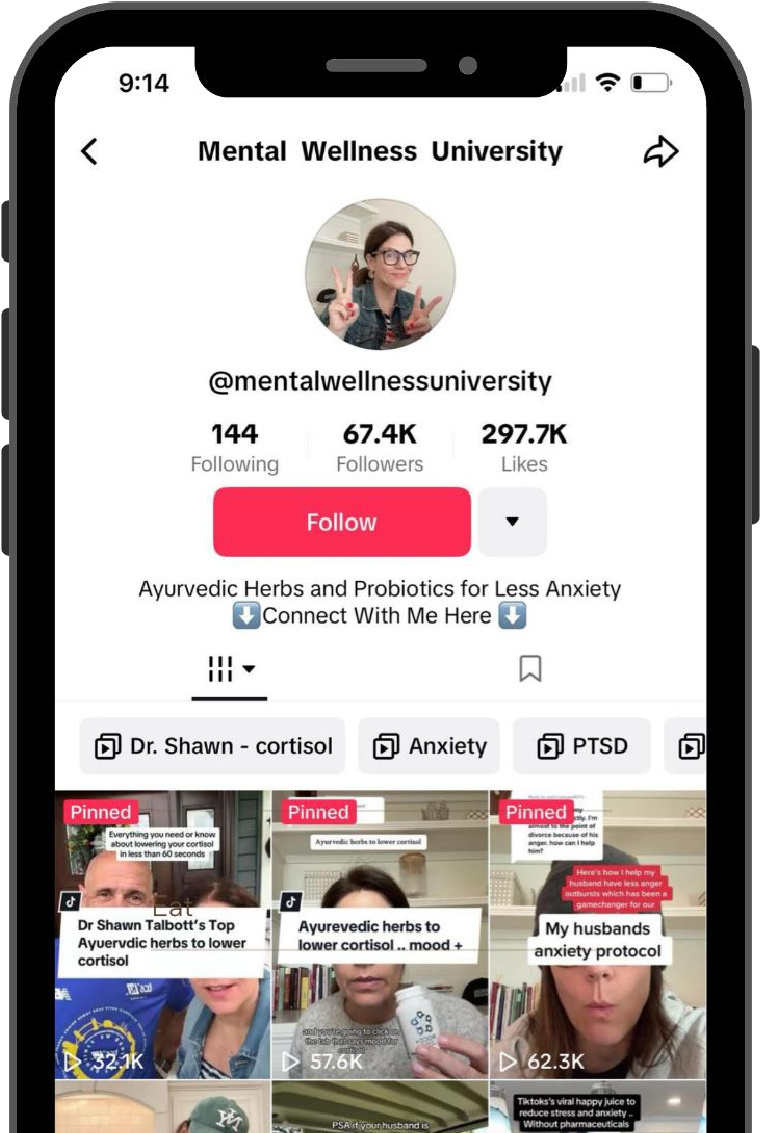 9:14
Mental Wellness University
@mentalwellnessuniversity
144 67.4K 297.7K
Following Followers Likes
Follow
Ayurvedic Herbs and Probiotics for Less Anxiety
⬇️Connect With Me Here ⬇️
Dr. Shawn - cortisol Anxiety PTSD
Pinned
Everything you need or know
about lowering your cortisol
in less than 60 seconds
Eat
Dr Shawn Talbott's Top
Ayuervdic herbs to lower
cortisol
32.1K
Pinned
Ayurvedic herbs to lower cortisol
Ayurevedic herbs to
lower cortisol .. mood +
and you're going to click on
the tab that says mood for
57.6K
Pinned
almost to the point of
divorce because of his
anger, how can I help
him?
Here's how I help my
husband have less anger
outbursts which has been a
gamechanger for our
My husbands
anxiety protocol
62.3K
PSA if your husband is
Tiktoks's viral happy juice to
reduce stress and anxiety ..
Without pharmaceuticals